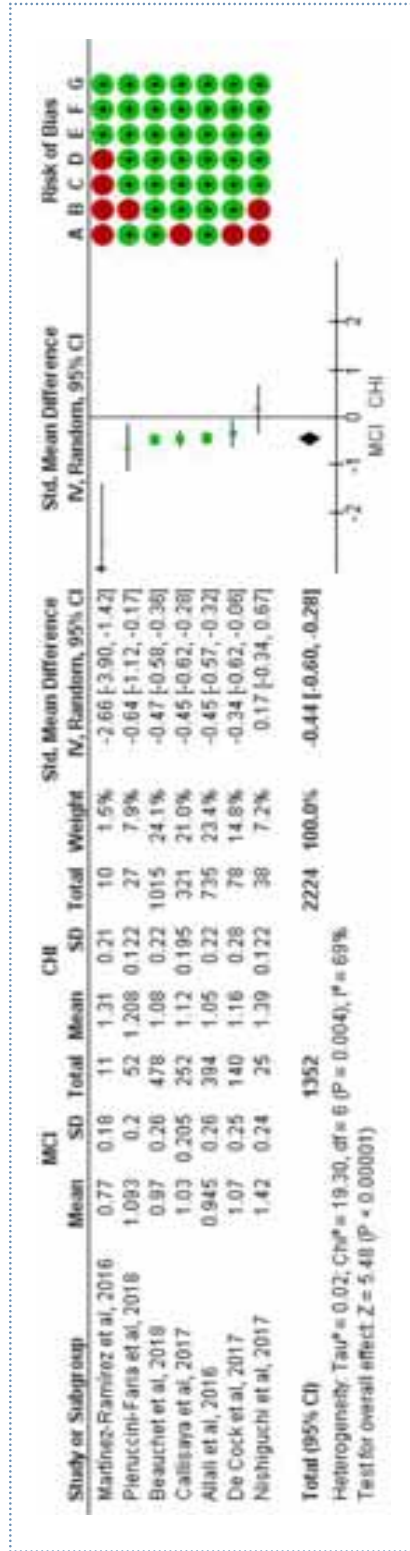 MCI CHI Std. Mean Difference Std. Mean Difference Risk of Bias
Study or Subgroup Mean SD Total Mean SD Total Weight IV, Random, 95% CI IV, Random, 95% CI A B C D E F G
Martínez-Ramírez et al, 2016 0.77 0.18 11 1.31 0.21 10 1.5% -2.66 [-3.90, -1.42]
Pieruccini-Faria et al, 2018 1.093 0.2 52 1.208 0.122 27 7.9% -0.64 [-1.12, -0.17]
Beauchet et al, 2018 0.97 0.26 478 1.08 0.22 1015 24.1% -0.47 [-0.58, -0.36]
Callisaya et al, 2017 1.03 0.205 252 1.12 0.195 321 21.0% -0.45 [-0.62, -0.28]
Allali et al, 2016 0.945 0.26 394 1.05 0.22 735 23.4% -0.45 [-0.57, -0.32]
De Cock et al, 2017 1.07 0.25 140 1.16 0.28 78 14.8% -0.34 [-0.62, -0.06]
Nishiguchi et al, 2017 1.42 0.24 25 1.39 0.122 38 7.2% 0.17 [-0.34, 0.67]
Total (95% CI) 1352 2224 100.0% -0.44 [-0.60, -0.28]
Heterogeneity: Tau² = 0.02; Chi² = 19.30, df = 6 (P = 0.004); I² = 69%
Test for overall effect: Z = 5.48 (P < 0.00001)
-2 -1 0 1 2
MCI CHI